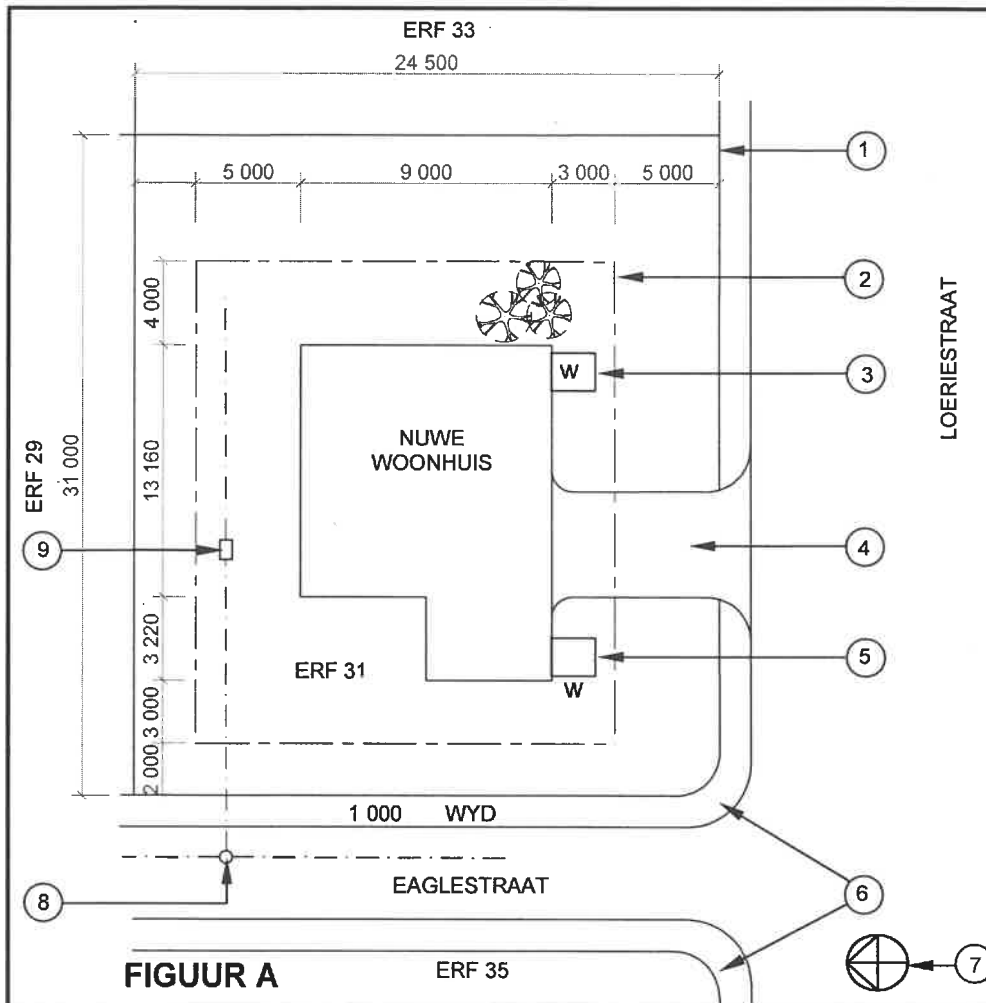 ERF 33
24 500
1
5 000
9 000
3 000
5 000
2
4 000
LOERIESTRAAT
W
3
NUWE
WOONHUIS
ERF 29
31 000
13 160
9
4
3 220
ERF 31
5
W
3 000
2 000
1 000 WYD
8
EAGLESTRAAT
6
FIGUUR A
ERF 35
7